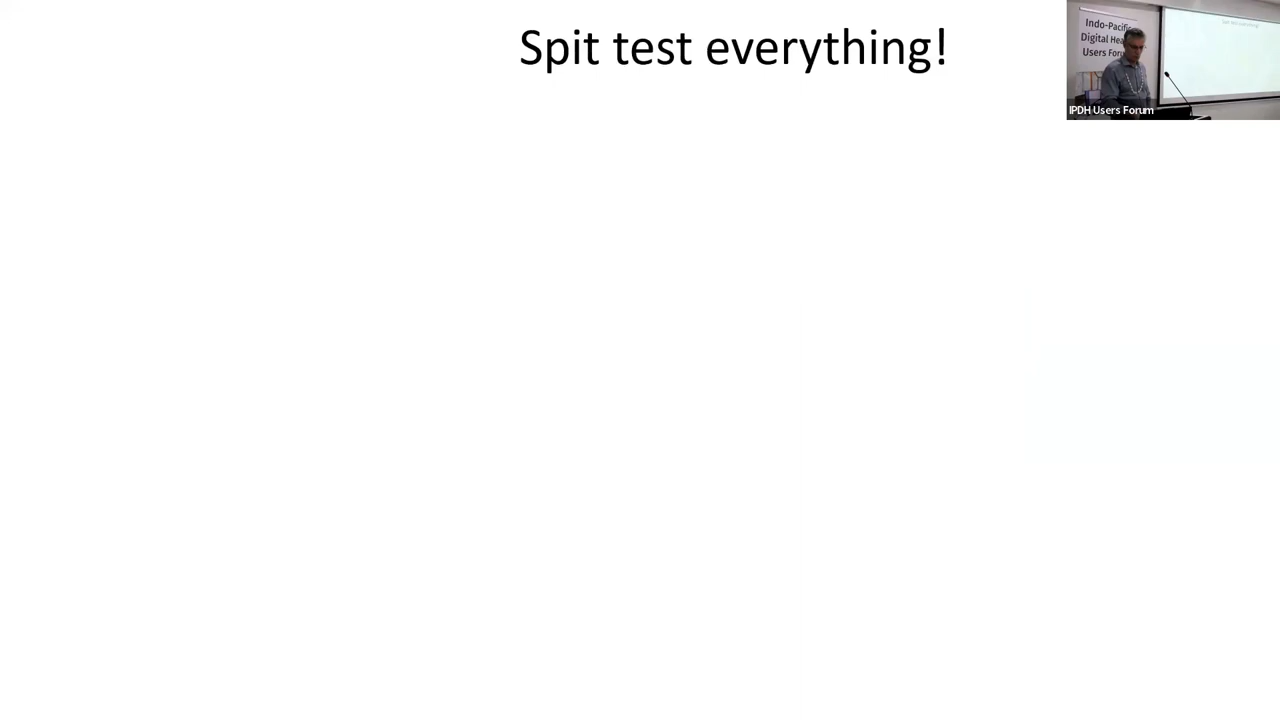 Spit test everything!
Indo-Pacific
Digital Hea
Users Foru
IPDH Users Forum